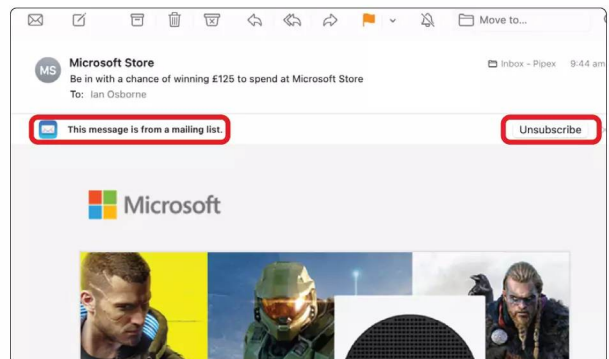 Move to...
MS
Microsoft Store
Inbox - Pipex 9:44 am
Be in with a chance of winning £125 to spend at Microsoft Store
To: Ian Osborne
This message is from a mailing list.
Unsubscribe
Microsoft